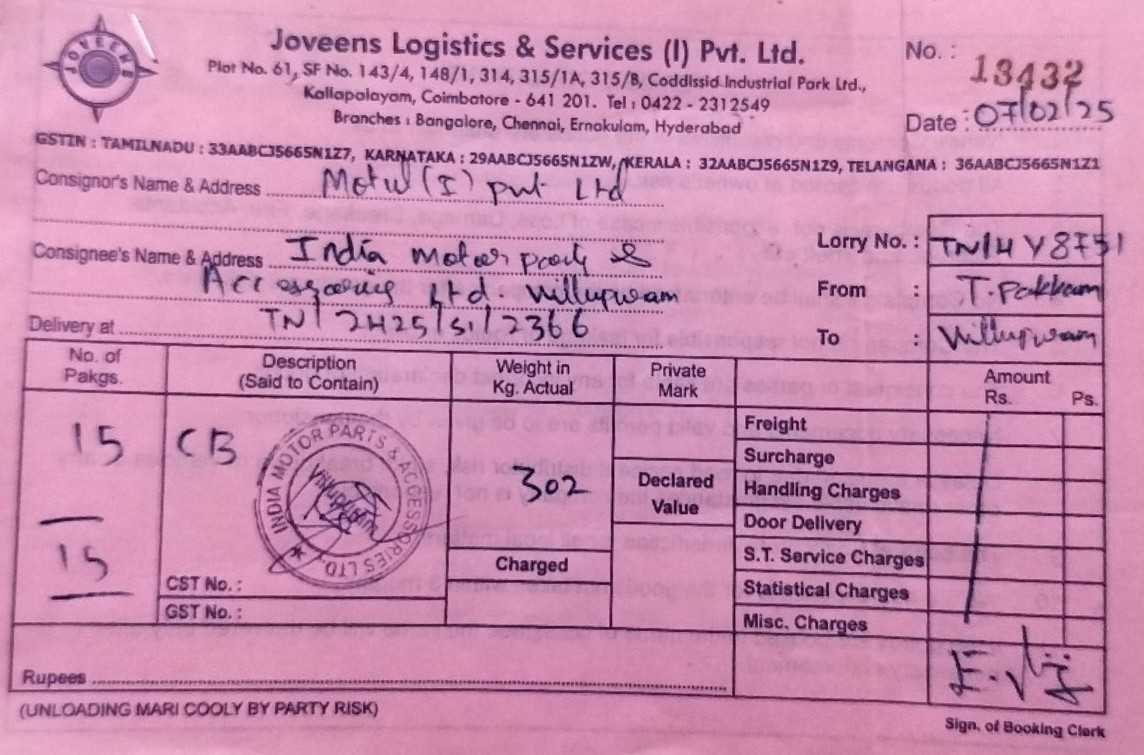 JOVEENS
Joveens Logistics & Services (I) Pvt. Ltd.
Plot No. 61, SF No. 143/4, 148/1, 314, 315/1A, 315/B, Coddissid Industrial Park Ltd.,
Kallapalayam, Coimbatore - 641 201. Tel : 0422 - 2312549
Branches : Bangalore, Chennai, Ernakulam, Hyderabad
No. : 13432
Date : 07/02/25
GSTIN : TAMILNADU : 33AABCJ5665N1Z7, KARNATAKA : 29AABCJ5665N1ZW, KERALA : 32AABCJ5665N1Z9, TELANGANA : 36AABCJ5665N1Z1
Consignor's Name & Address Motul (I) Pvt Ltd
Consignee's Name & Address India Motor parts &
Accessories Ltd. Villupuram
Delivery at TN/2425/SI/2366
Lorry No. : TN14 Y8751
From : T. Pakkam
To : Villupuram
No. of Pakgs. Description (Said to Contain) Weight in Kg. Actual Private Mark Amount Rs. Ps.
15 CB 302
15
INDIA MOTOR PARTS & ACCESSORIES LTD.
Declared Value
Charged
CST No. :
GST No. :
Freight
Surcharge
Handling Charges
Door Delivery
S.T. Service Charges
Statistical Charges
Misc. Charges
Rupees
(UNLOADING MARI COOLY BY PARTY RISK)
Sign. of Booking Clerk